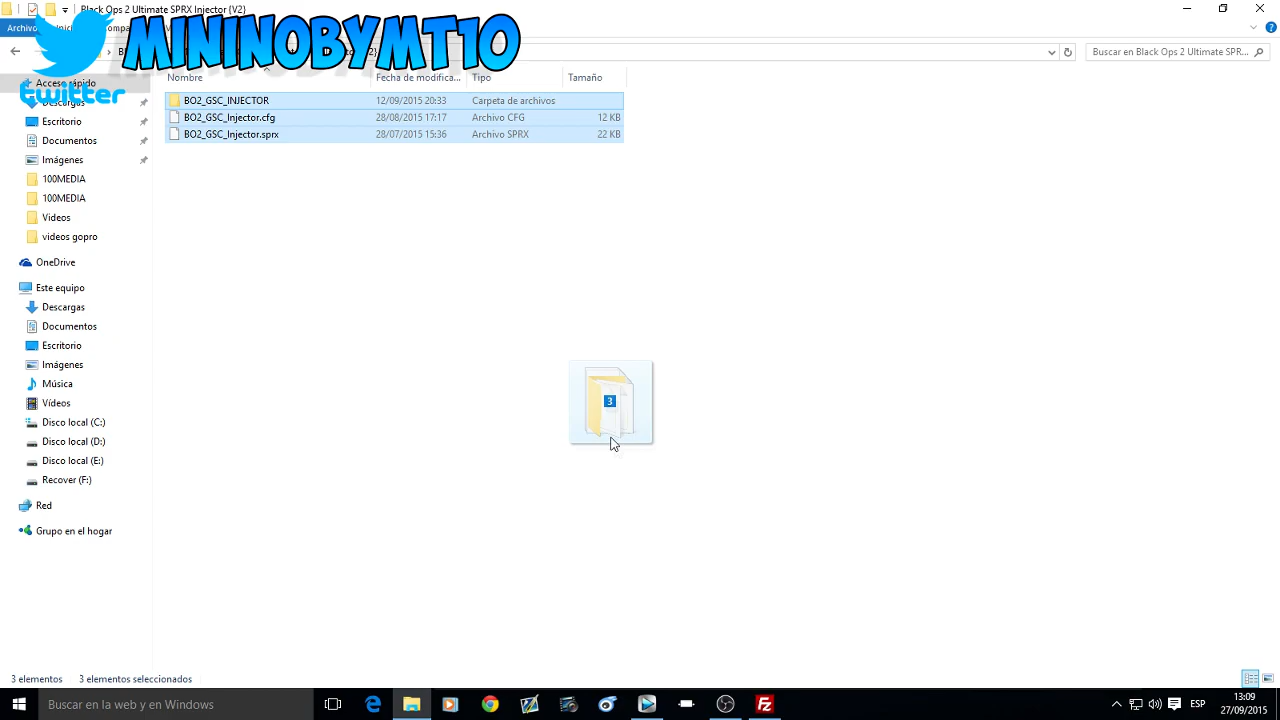 Black Ops 2 Ultimate SPRX Injector (V2)
Archivo
MININOBYMT10
twitter
Buscar en Black Ops 2 Ultimate SPR...
Nombre
Fecha de modifica...
Tipo
Tamaño
BO2_GSC_INJECTOR
12/09/2015 20:33
Carpeta de archivos
BO2_GSC_Injector.cfg
28/08/2015 17:17
Archivo CFG
12 KB
BO2_GSC_Injector.sprx
28/07/2015 15:36
Archivo SPRX
22 KB
Acceso rápido
Descargas
Escritorio
Documentos
Imágenes
100MEDIA
100MEDIA
Videos
videos gopro
OneDrive
Este equipo
Descargas
Documentos
Escritorio
Imágenes
Música
Vídeos
Disco local (C:)
Disco local (D:)
Disco local (E:)
Recover (F:)
Red
Grupo en el hogar
3
3 elementos
3 elementos seleccionados
Buscar en la web y en Windows
ESP
13:09
27/09/2015